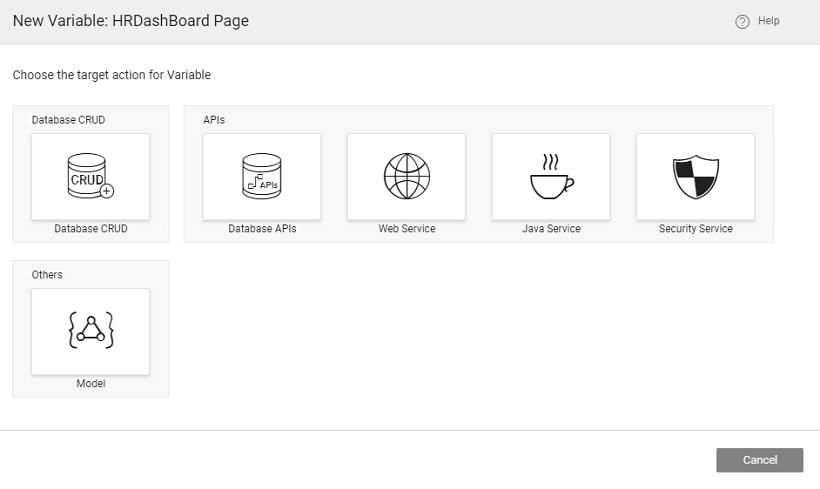 New Variable: HRDashBoard Page
Help
Choose the target action for Variable
Database CRUD
CRUD
Database CRUD
APIs
APIs
Database APIs
Web Service
Java Service
Security Service
Others
Model
Cancel